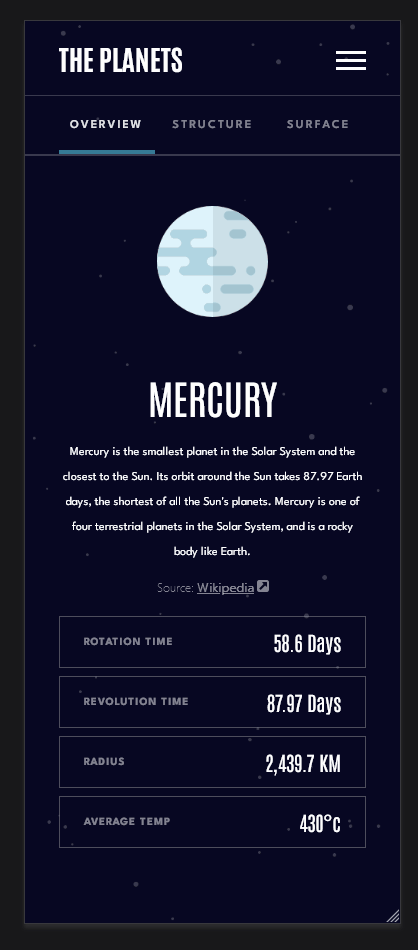 THE PLANETS
OVERVIEW STRUCTURE SURFACE
MERCURY
Mercury is the smallest planet in the Solar System and the
closest to the Sun. Its orbit around the Sun takes 87.97 Earth
days, the shortest of all the Sun's planets. Mercury is one of
four terrestrial planets in the Solar System, and is a rocky
body like Earth.
Source: Wikipedia
ROTATION TIME 58.6 Days
REVOLUTION TIME 87.97 Days
RADIUS 2,439.7 KM
AVERAGE TEMP 430°c